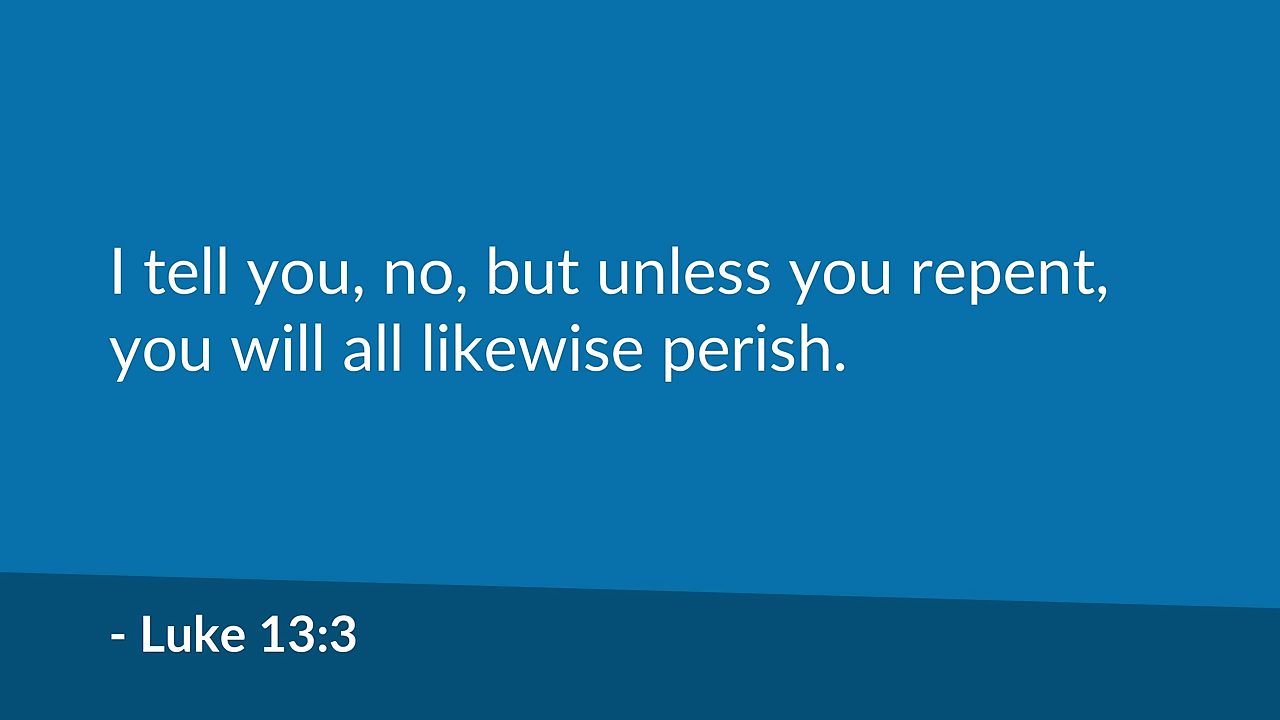 I tell you, no, but unless you repent,
you will all likewise perish.
- Luke 13:3